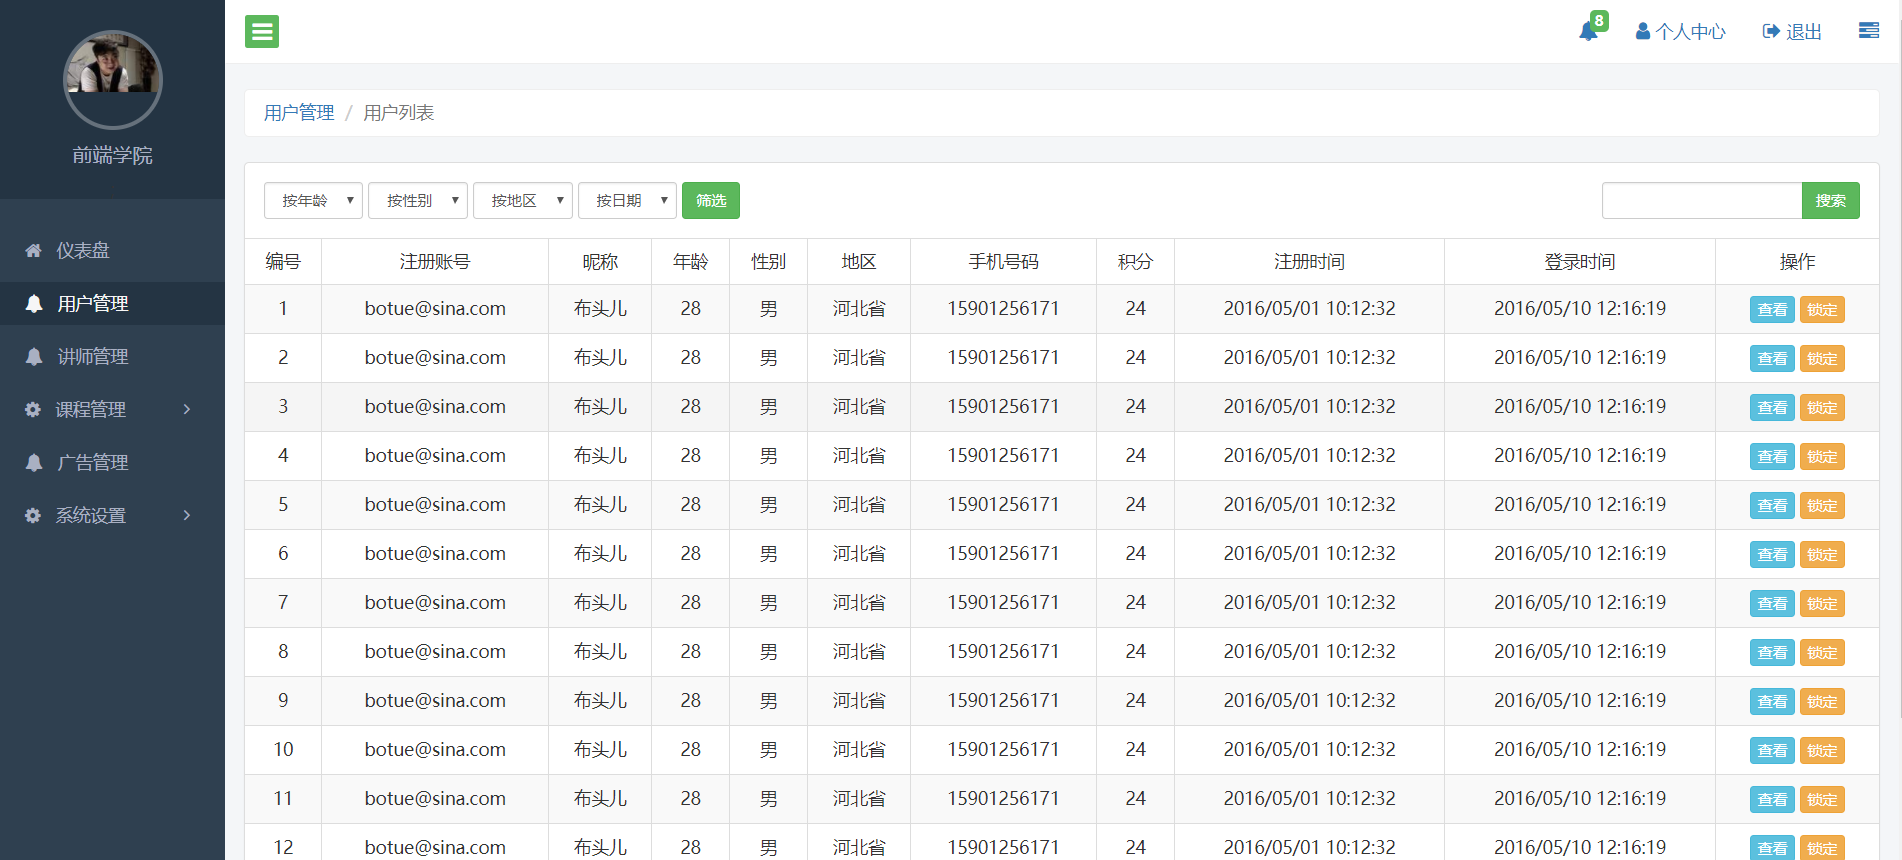 前端学院
仪表盘
用户管理
讲师管理
课程管理
广告管理
系统设置
8 个人中心 退出
用户管理 / 用户列表
按年龄 按性别 按地区 按日期 筛选 搜索
编号 注册账号 昵称 年龄 性别 地区 手机号码 积分 注册时间 登录时间 操作
1 botue@sina.com 布头儿 28 男 河北省 15901256171 24 2016/05/01 10:12:32 2016/05/10 12:16:19 查看 锁定
2 botue@sina.com 布头儿 28 男 河北省 15901256171 24 2016/05/01 10:12:32 2016/05/10 12:16:19 查看 锁定
3 botue@sina.com 布头儿 28 男 河北省 15901256171 24 2016/05/01 10:12:32 2016/05/10 12:16:19 查看 锁定
4 botue@sina.com 布头儿 28 男 河北省 15901256171 24 2016/05/01 10:12:32 2016/05/10 12:16:19 查看 锁定
5 botue@sina.com 布头儿 28 男 河北省 15901256171 24 2016/05/01 10:12:32 2016/05/10 12:16:19 查看 锁定
6 botue@sina.com 布头儿 28 男 河北省 15901256171 24 2016/05/01 10:12:32 2016/05/10 12:16:19 查看 锁定
7 botue@sina.com 布头儿 28 男 河北省 15901256171 24 2016/05/01 10:12:32 2016/05/10 12:16:19 查看 锁定
8 botue@sina.com 布头儿 28 男 河北省 15901256171 24 2016/05/01 10:12:32 2016/05/10 12:16:19 查看 锁定
9 botue@sina.com 布头儿 28 男 河北省 15901256171 24 2016/05/01 10:12:32 2016/05/10 12:16:19 查看 锁定
10 botue@sina.com 布头儿 28 男 河北省 15901256171 24 2016/05/01 10:12:32 2016/05/10 12:16:19 查看 锁定
11 botue@sina.com 布头儿 28 男 河北省 15901256171 24 2016/05/01 10:12:32 2016/05/10 12:16:19 查看 锁定
12 botue@sina.com 布头儿 28 男 河北省 15901256171 24 2016/05/01 10:12:32 2016/05/10 12:16:19 查看 锁定